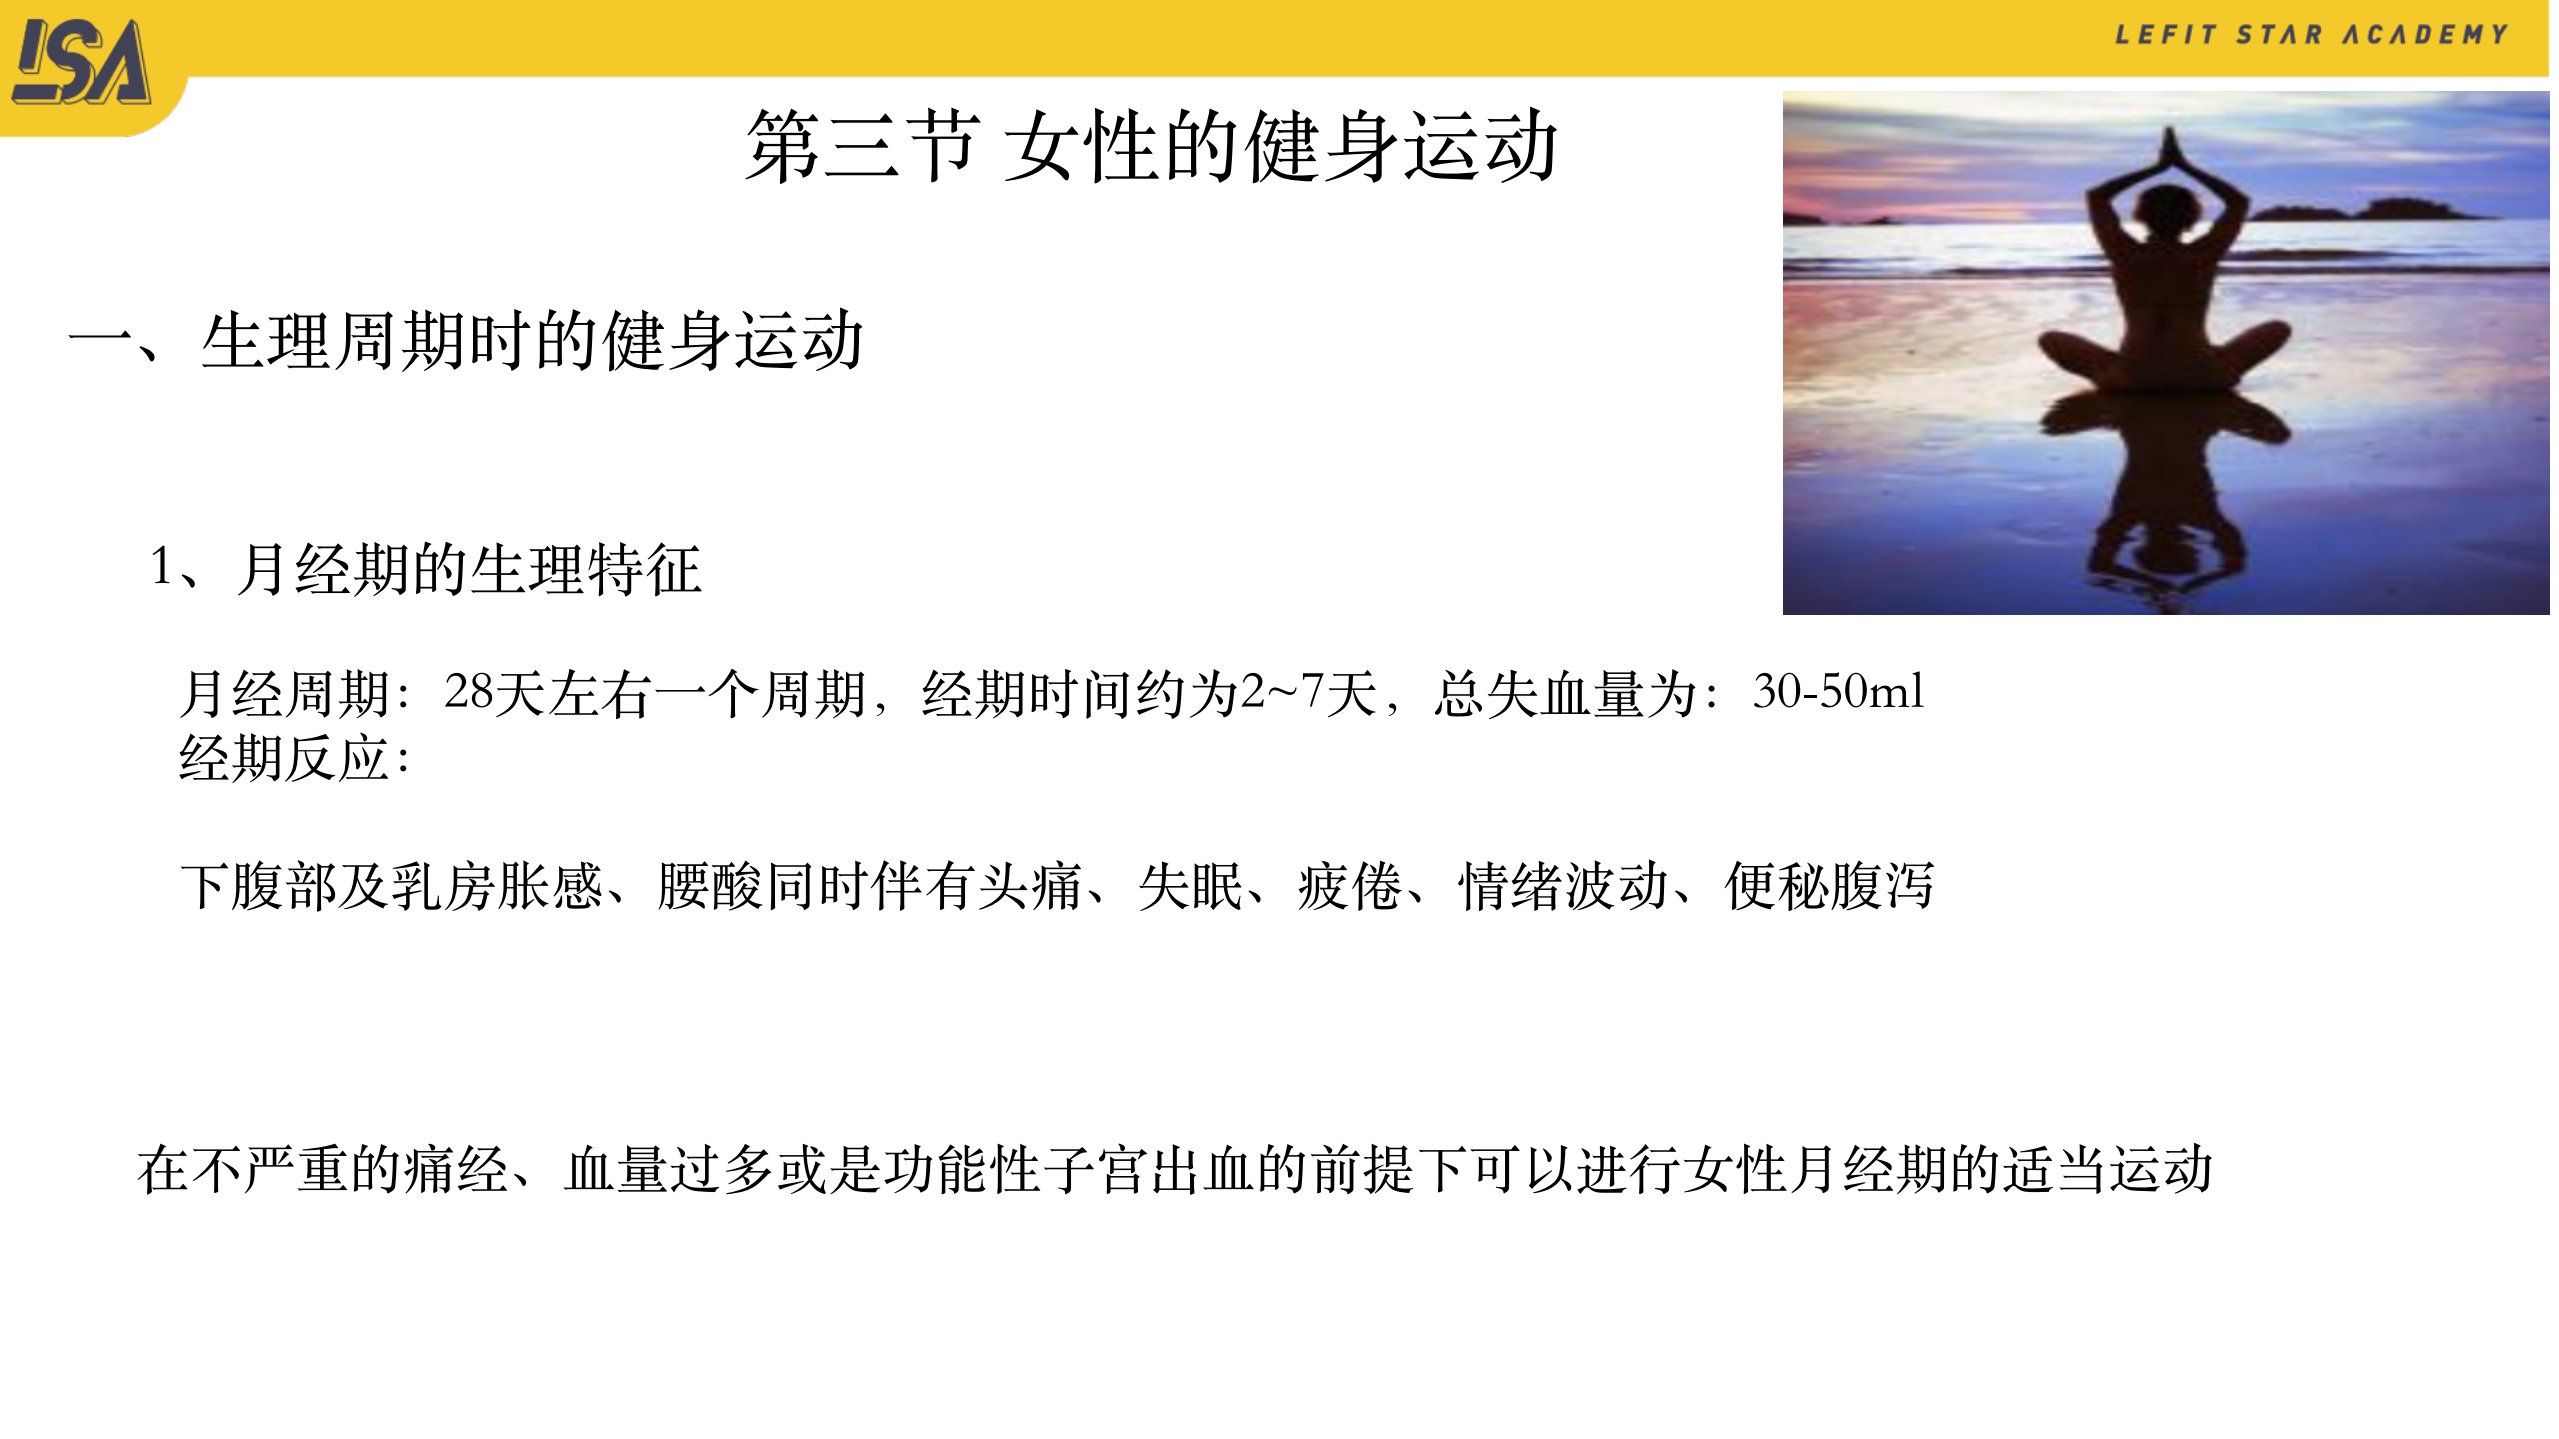 LSA
LEFIT STAR ACADEMY
第三节 女性的健身运动
一、生理周期时的健身运动
1、月经期的生理特征
月经周期：28天左右一个周期，经期时间约为2~7天，总失血量为：30-50ml
经期反应：
下腹部及乳房胀感、腰酸同时伴有头痛、失眠、疲倦、情绪波动、便秘腹泻
在不严重的痛经、血量过多或是功能性子宫出血的前提下可以进行女性月经期的适当运动